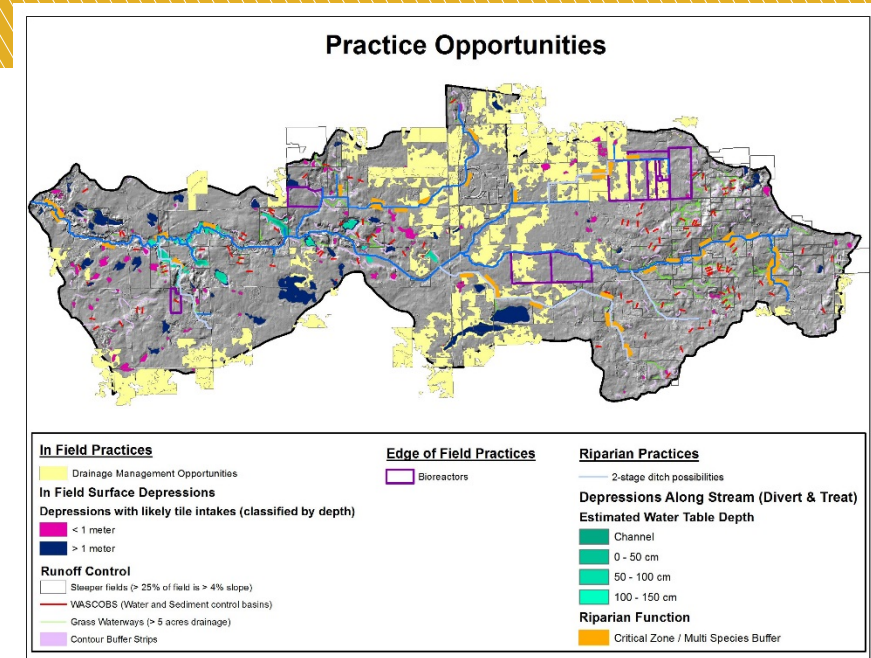 Practice Opportunities
In Field Practices
Drainage Management Opportunities
In Field Surface Depressions
Depressions with likely tile intakes (classified by depth)
< 1 meter
> 1 meter
Runoff Control
Steeper fields (> 25% of field is > 4% slope)
WASCOBS (Water and Sediment control basins)
Grass Waterways (> 5 acres drainage)
Contour Buffer Strips
Edge of Field Practices
Bioreactors
Riparian Practices
2-stage ditch possibilities
Depressions Along Stream (Divert & Treat)
Estimated Water Table Depth
Channel
0 - 50 cm
50 - 100 cm
100 - 150 cm
Riparian Function
Critical Zone / Multi Species Buffer